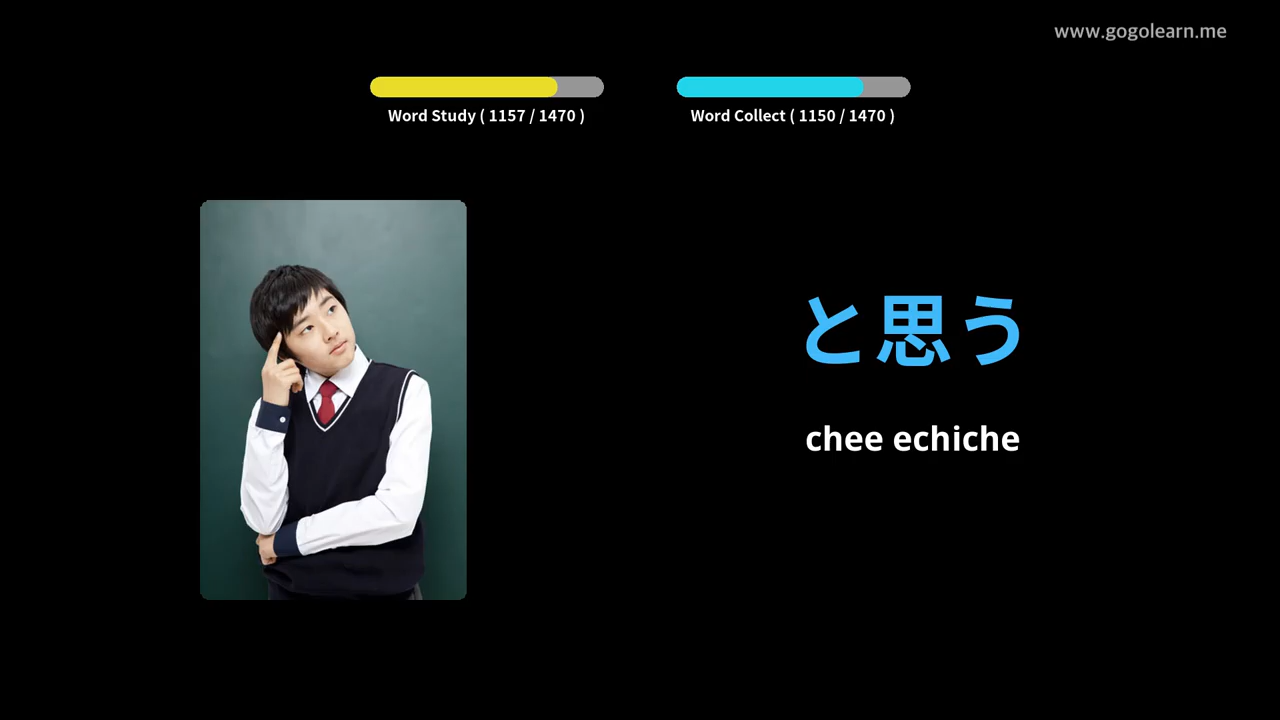 www.gogolearn.me
Word Study ( 1157 / 1470 )
Word Collect ( 1150 / 1470 )
と思う
chee echiche